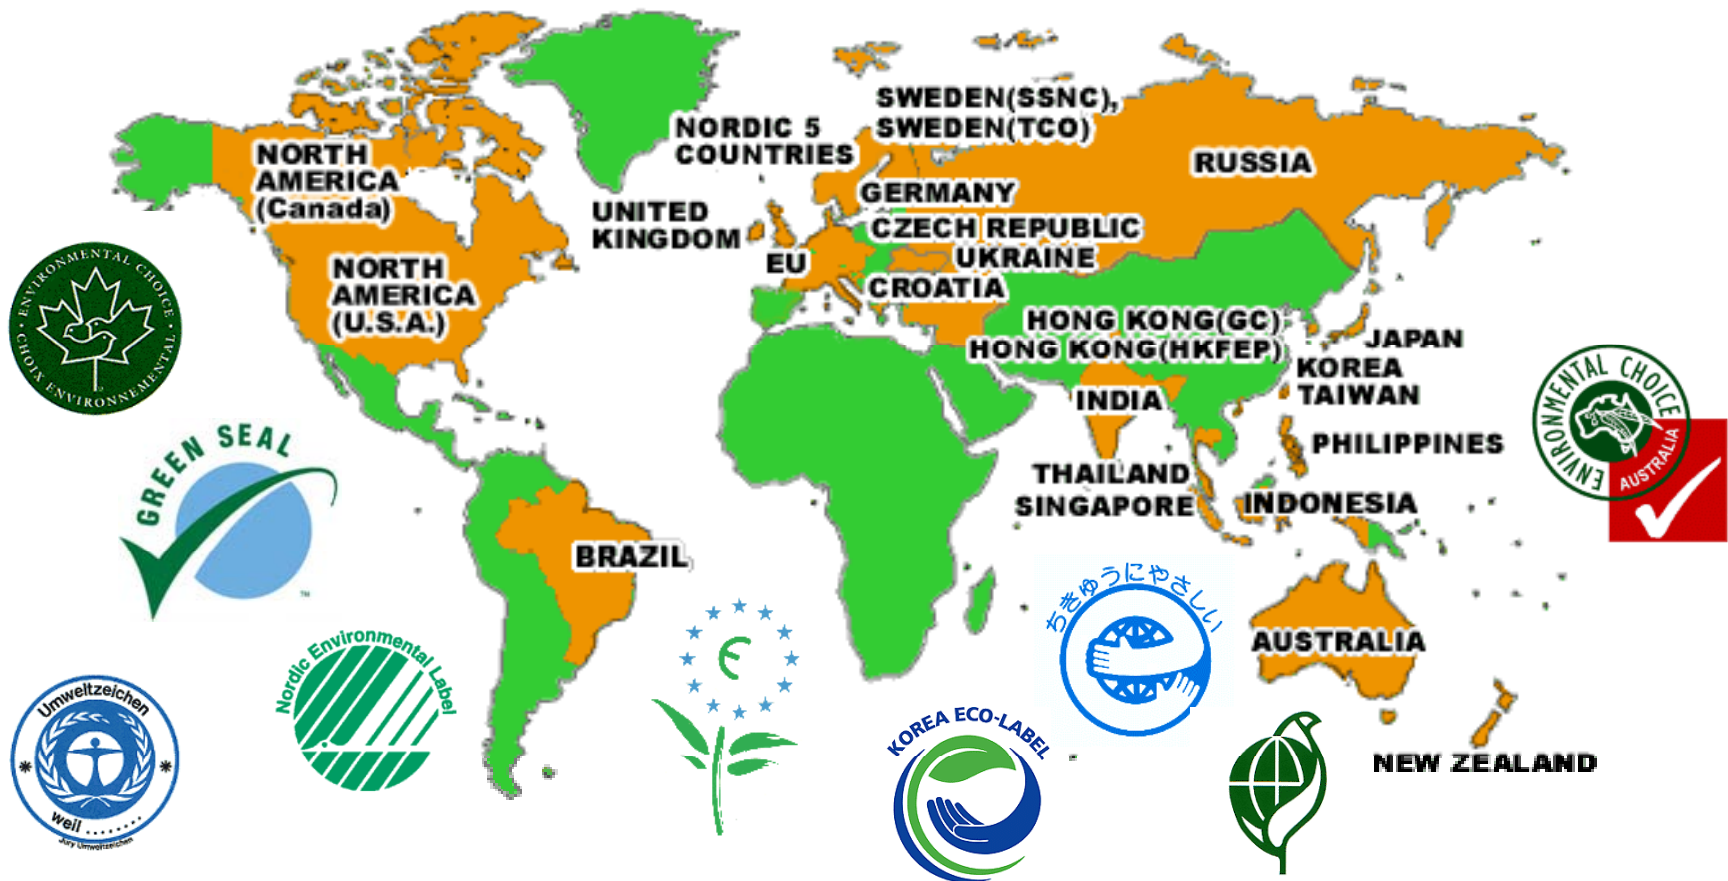 SWEDEN(SSNC),
SWEDEN(TCO)
NORDIC 5
COUNTRIES
NORTH
AMERICA
(Canada)
RUSSIA
GERMANY
UNITED
KINGDOM
CZECH REPUBLIC
UKRAINE
EU
CROATIA
NORTH
AMERICA
(U.S.A.)
HONG KONG(GC)
HONG KONG(HKFEP)
JAPAN
KOREA
TAIWAN
INDIA
PHILIPPINES
THAILAND
SINGAPORE
INDONESIA
BRAZIL
AUSTRALIA
NEW ZEALAND
ENVIRONMENTAL CHOICE
CHOIX ENVIRONNEMENTAL
GREEN SEAL
TM
ENVIRONMENTAL CHOICE
AUSTRALIA
ちきゅうにやさしい
Nordic Environmental Label
Umweltzeichen
weil ........
Jury Umweltzeichen
KOREA ECO-LABEL